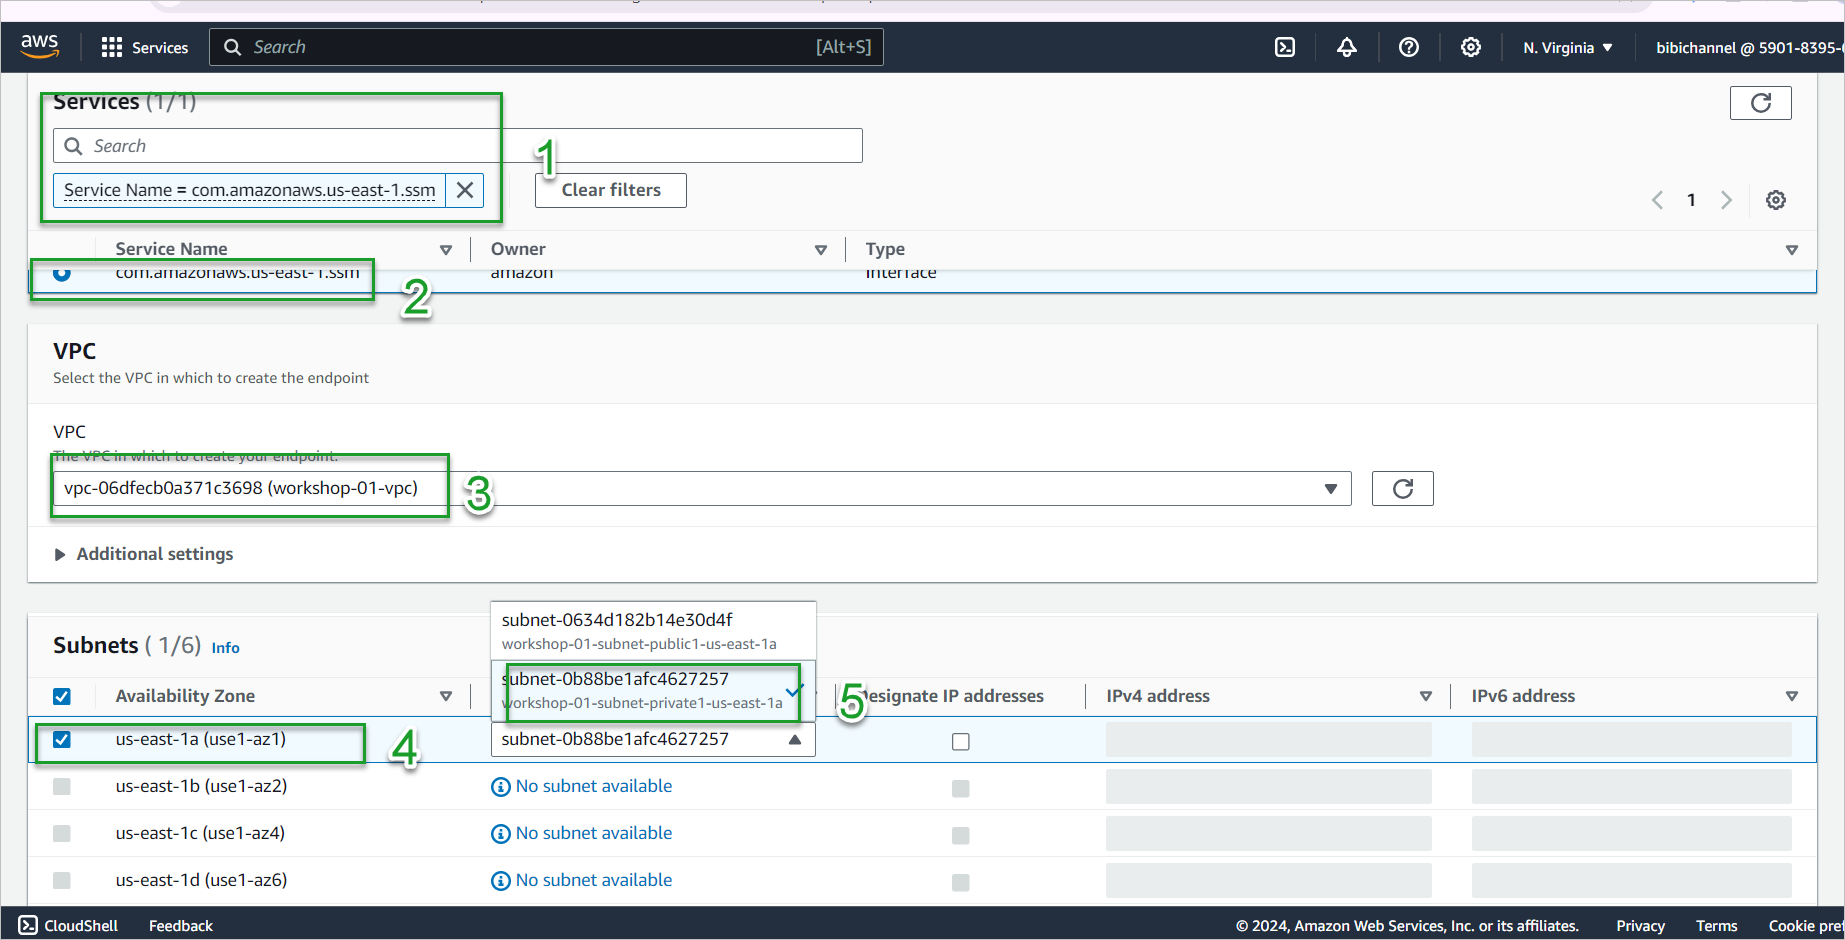 aws
Services
Search
[Alt+S]
N. Virginia
bibichannel @ 5901-8395-
Services (1/1)
Search
1
Service Name = com.amazonaws.us-east-1.ssm
Clear filters
1
Service Name
Owner
Type
com.amazonaws.us-east-1.ssm
amazon
Interface
2
VPC
Select the VPC in which to create the endpoint
VPC
The VPC in which to create your endpoint.
vpc-06dfecb0a371c3698 (workshop-01-vpc)
3
Additional settings
Subnets ( 1/6) Info
subnet-0634d182b14e30d4f
workshop-01-subnet-public1-us-east-1a
subnet-0b88be1afc4627257
workshop-01-subnet-private1-us-east-1a
5
Availability Zone
Designate IP addresses
IPv4 address
IPv6 address
us-east-1a (use1-az1)
4
subnet-0b88be1afc4627257
us-east-1b (use1-az2)
No subnet available
us-east-1c (use1-az4)
No subnet available
us-east-1d (use1-az6)
No subnet available
CloudShell
Feedback
© 2024, Amazon Web Services, Inc. or its affiliates.
Privacy
Terms
Cookie pre